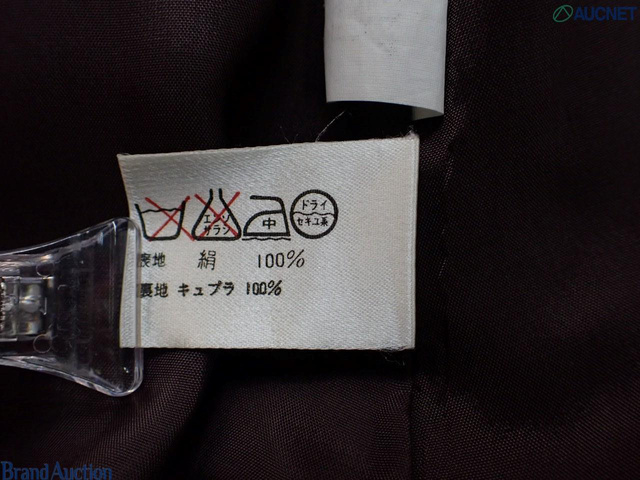 AUCNET
エンソ
サラシ
中
ドライ
セキユ系
表地 絹 100%
裏地 キュプラ 100%
Brand Auction